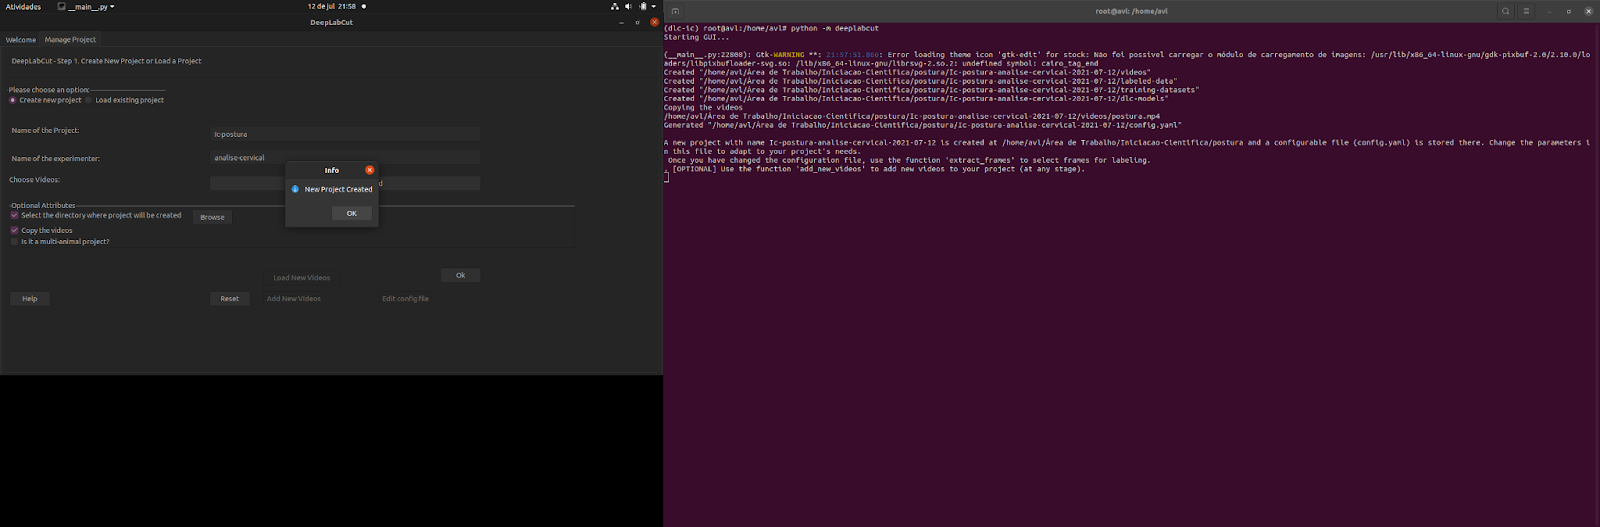 Atividades
__main__.py
12 de jul 21:58
DeepLabCut
Welcome
Manage Project
DeepLabCut - Step 1. Create New Project or Load a Project
Please choose an option:
Create new project
Load existing project
Name of the Project:
Ic-postura
Name of the experimenter:
analise-cervical
Choose Videos:
d
Optional Attributes
Select the directory where project will be created
Browse
Copy the videos
Is it a multi-animal project?
Load New Videos
Ok
Help
Reset
Add New Videos
Edit config file
Info
New Project Created
OK
root@avl: /home/avl
(dlc-ic) root@avl:/home/avl# python -m deeplabcut
Starting GUI...
(__main__.py:22808): Gtk-WARNING **: 21:57:51.866: Error loading theme icon 'gtk-edit' for stock: Não foi possível carregar o módulo de carregamento de imagens: /usr/lib/x86_64-linux-gnu/gdk-pixbuf-2.0/2.10.0/lo
aders/libpixbufloader-svg.so: /lib/x86_64-linux-gnu/librsvg-2.so.2: undefined symbol: cairo_tag_end
Created "/home/avl/Área de Trabalho/Iniciacao-Cientifica/postura/Ic-postura-analise-cervical-2021-07-12/videos"
Created "/home/avl/Área de Trabalho/Iniciacao-Cientifica/postura/Ic-postura-analise-cervical-2021-07-12/labeled-data"
Created "/home/avl/Área de Trabalho/Iniciacao-Cientifica/postura/Ic-postura-analise-cervical-2021-07-12/training-datasets"
Created "/home/avl/Área de Trabalho/Iniciacao-Cientifica/postura/Ic-postura-analise-cervical-2021-07-12/dlc-models"
Copying the videos
/home/avl/Área de Trabalho/Iniciacao-Cientifica/postura/Ic-postura-analise-cervical-2021-07-12/videos/postura.mp4
Generated "/home/avl/Área de Trabalho/Iniciacao-Cientifica/postura/Ic-postura-analise-cervical-2021-07-12/config.yaml"
A new project with name Ic-postura-analise-cervical-2021-07-12 is created at /home/avl/Área de Trabalho/Iniciacao-Cientifica/postura and a configurable file (config.yaml) is stored there. Change the parameters i
n this file to adapt to your project's needs.
Once you have changed the configuration file, use the function 'extract_frames' to select frames for labeling.
. [OPTIONAL] Use the function 'add_new_videos' to add new videos to your project (at any stage).